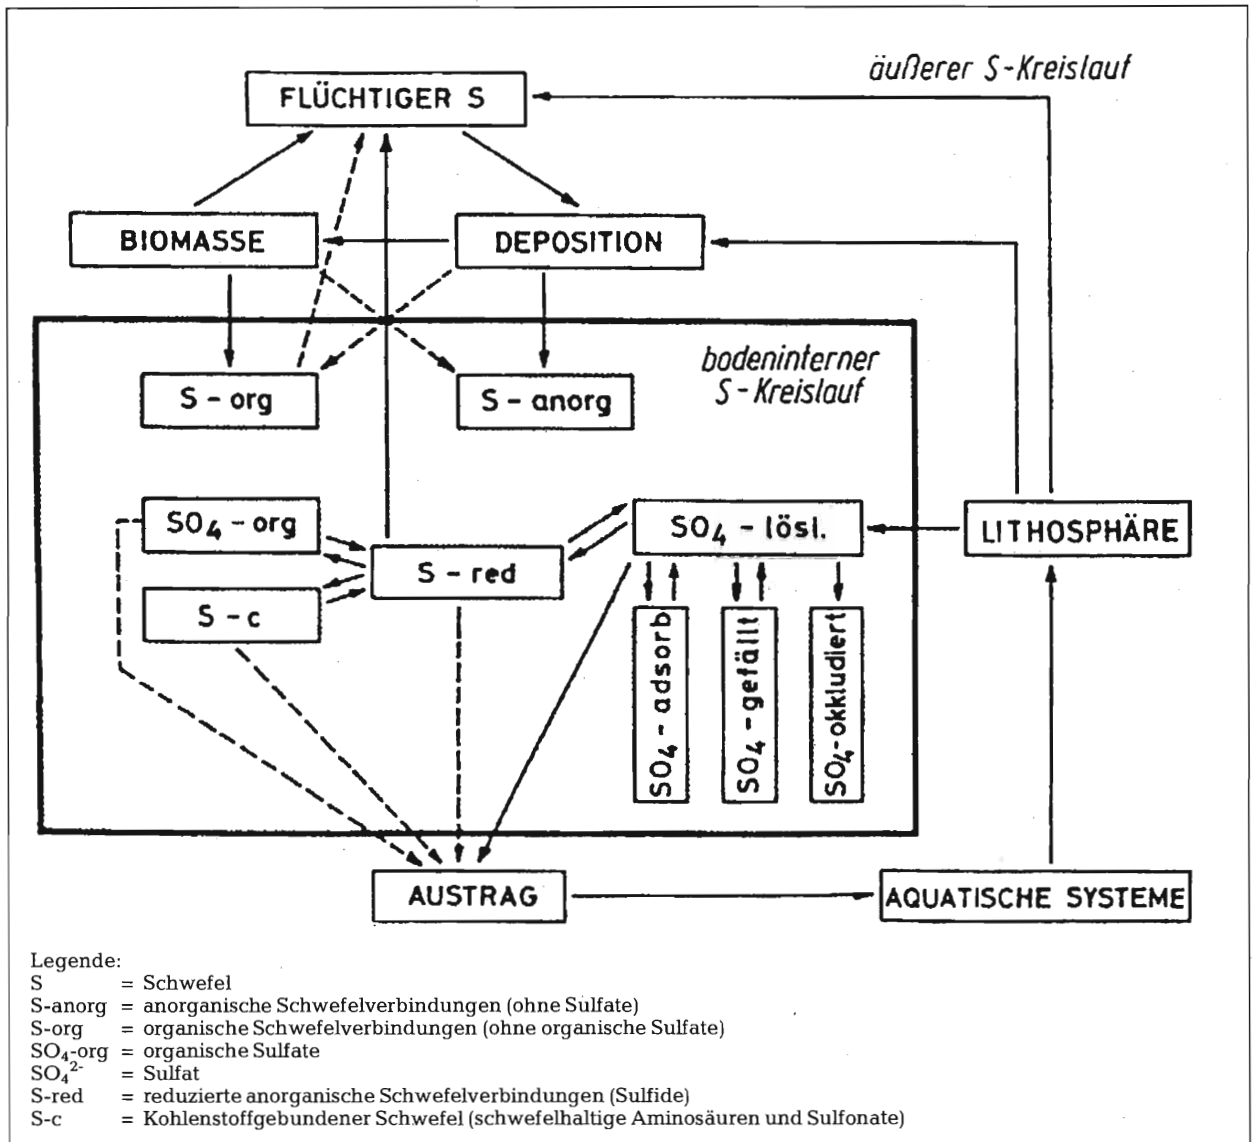 äußerer S-Kreislauf
FLÜCHTIGER S
BIOMASSE
DEPOSITION
bodeninterner
S-Kreislauf
S-org
S-anorg
SO₄-org
SO₄-lösl.
LITHOSPHÄRE
S-red
S-c
SO₄-adsorb
SO₄-gefällt
SO₄-okkludiert
AUSTRAG
AQUATISCHE SYSTEME
Legende:
S = Schwefel
S-anorg = anorganische Schwefelverbindungen (ohne Sulfate)
S-org = organische Schwefelverbindungen (ohne organische Sulfate)
SO₄-org = organische Sulfate
SO₄²⁻ = Sulfat
S-red = reduzierte anorganische Schwefelverbindungen (Sulfide)
S-c = Kohlenstoffgebundener Schwefel (schwefelhaltige Aminosäuren und Sulfonate)